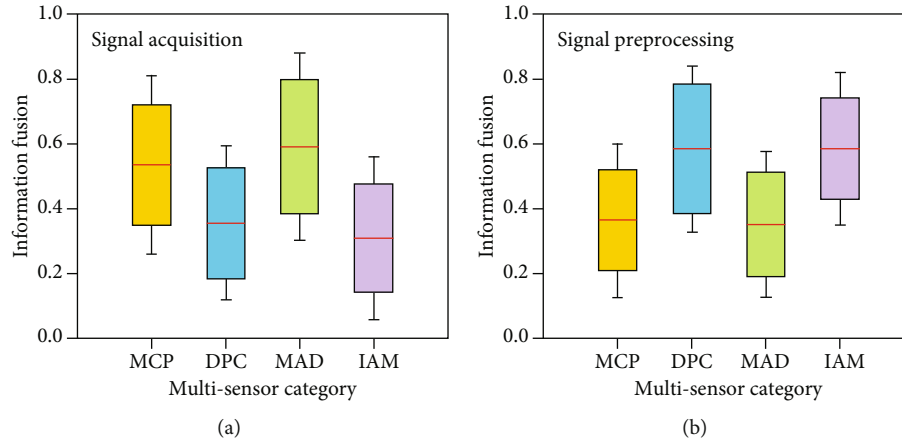 Signal acquisition
Information fusion
1.0
0.8
0.6
0.4
0.2
0.0
MCP DPC MAD IAM
Multi-sensor category
(a)
Signal preprocessing
Information fusion
1.0
0.8
0.6
0.4
0.2
0.0
MCP DPC MAD IAM
Multi-sensor category
(b)